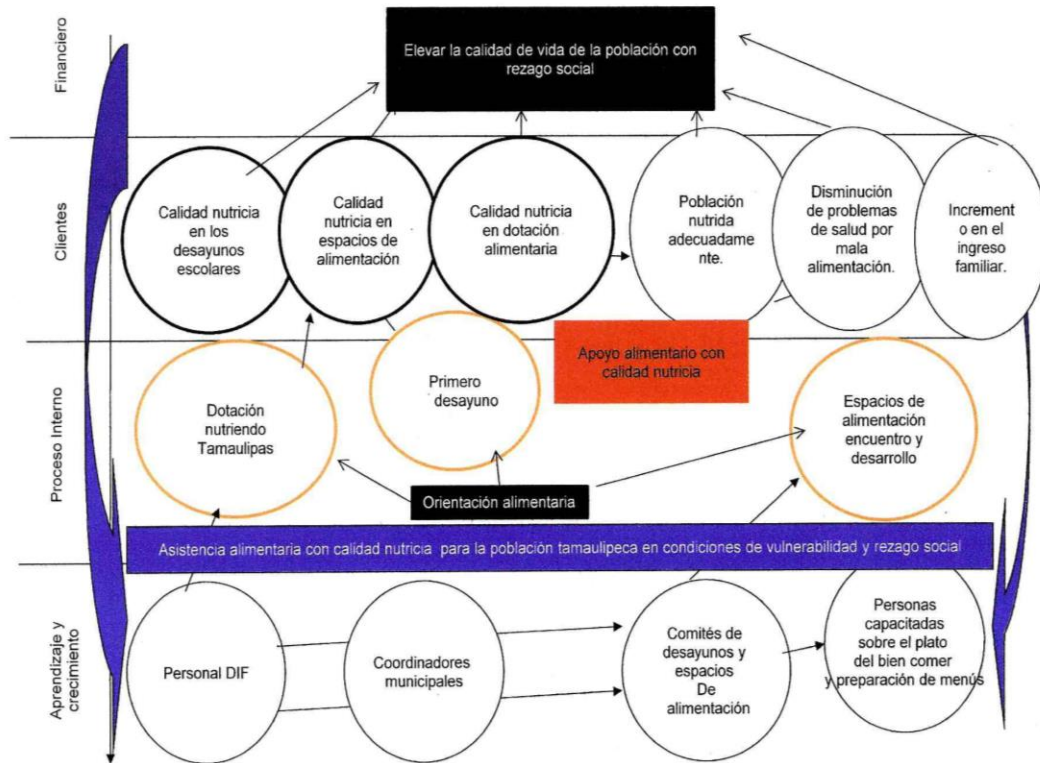 Financiero
Elevar la calidad de vida de la población con
rezago social
Clientes
Calidad nutricia
en los
desayunos
escolares
Calidad
nutricia en
espacios de
alimentación
Calidad nutricia
en dotación
alimentaria
Población
nutrida
adecuadame
nte.
Disminución
de problemas
de salud por
mala
alimentación.
Increment
o en el
ingreso
familiar.
Proceso Interno
Dotación
nutriendo
Tamaulipas
Primero
desayuno
Apoyo alimentario con
calidad nutricia
Espacios de
alimentación
encuentro y
desarrollo
Orientación alimentaria
Asistencia alimentaria con calidad nutricia para la población tamaulipeca en condiciones de vulnerabilidad y rezago social
Aprendizaje y
crecimiento
Personal DIF
Coordinadores
municipales
Comités de
desayunos y
espacios
De
alimentación
Personas
capacitadas
sobre el plato
del bien comer
y preparación de menús